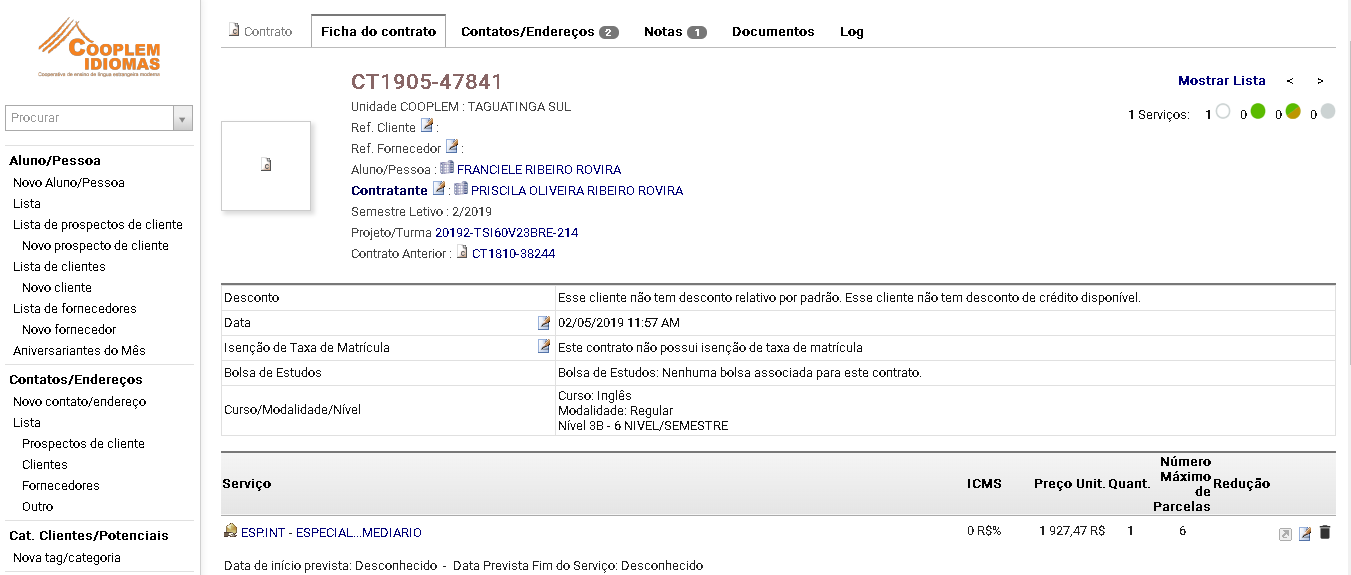 COOPLEM
IDIOMAS
Cooperativa de ensino de língua estrangeira moderna
Procurar
Aluno/Pessoa
Novo Aluno/Pessoa
Lista
Lista de prospectos de cliente
Novo prospecto de cliente
Lista de clientes
Novo cliente
Lista de fornecedores
Novo fornecedor
Aniversariantes do Mês
Contatos/Endereços
Novo contato/endereço
Lista
Prospectos de cliente
Clientes
Fornecedores
Outro
Cat. Clientes/Potenciais
Nova tag/categoria
Contrato Ficha do contrato Contatos/Endereços 2 Notas 1 Documentos Log
CT1905-47841
Mostrar Lista < >
Unidade COOPLEM : TAGUATINGA SUL
1 Serviços: 1 0 0 0
Ref. Cliente :
Ref. Fornecedor :
Aluno/Pessoa : FRANCIELE RIBEIRO ROVIRA
Contratante : PRISCILA OLIVEIRA RIBEIRO ROVIRA
Semestre Letivo : 2/2019
Projeto/Turma 20192-TSI60V23BRE-214
Contrato Anterior : CT1810-38244
Desconto Esse cliente não tem desconto relativo por padrão. Esse cliente não tem desconto de crédito disponível.
Data 02/05/2019 11:57 AM
Isenção de Taxa de Matrícula Este contrato não possui isenção de taxa de matrícula
Bolsa de Estudos Bolsa de Estudos: Nenhuma bolsa associada para este contrato.
Curso/Modalidade/Nível Curso: Inglês
Modalidade: Regular
Nível 3B - 6 NIVEL/SEMESTRE
Serviço ICMS Preço Unit. Quant. Número Máximo de Parcelas Redução
ESP.INT - ESPECIAL...MEDIARIO 0 R$% 1 927,47 R$ 1 6
Data de início prevista: Desconhecido - Data Prevista Fim do Serviço: Desconhecido